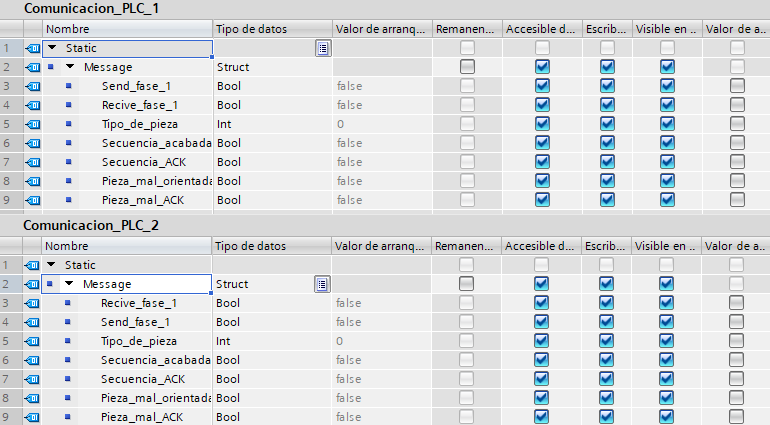 Comunicacion_PLC_1
Nombre Tipo de datos Valor de arranq... Remanen... Accesible d... Escrib... Visible en .. Valor de a..
1 Static
2 Message Struct
3 Send_fase_1 Bool false
4 Recive_fase_1 Bool false
5 Tipo_de_pieza Int 0
6 Secuencia_acabada Bool false
7 Secuencia_ACK Bool false
8 Pieza_mal_orientada Bool false
9 Pieza_mal_ACK Bool false
Comunicacion_PLC_2
Nombre Tipo de datos Valor de arranq... Remanen... Accesible d... Escrib... Visible en .. Valor de a..
1 Static
2 Message Struct
3 Recive_fase_1 Bool false
4 Send_fase_1 Bool false
5 Tipo_de_pieza Int 0
6 Secuencia_acabada Bool false
7 Secuencia_ACK Bool false
8 Pieza_mal_orientada Bool false
9 Pieza_mal_ACK Bool false